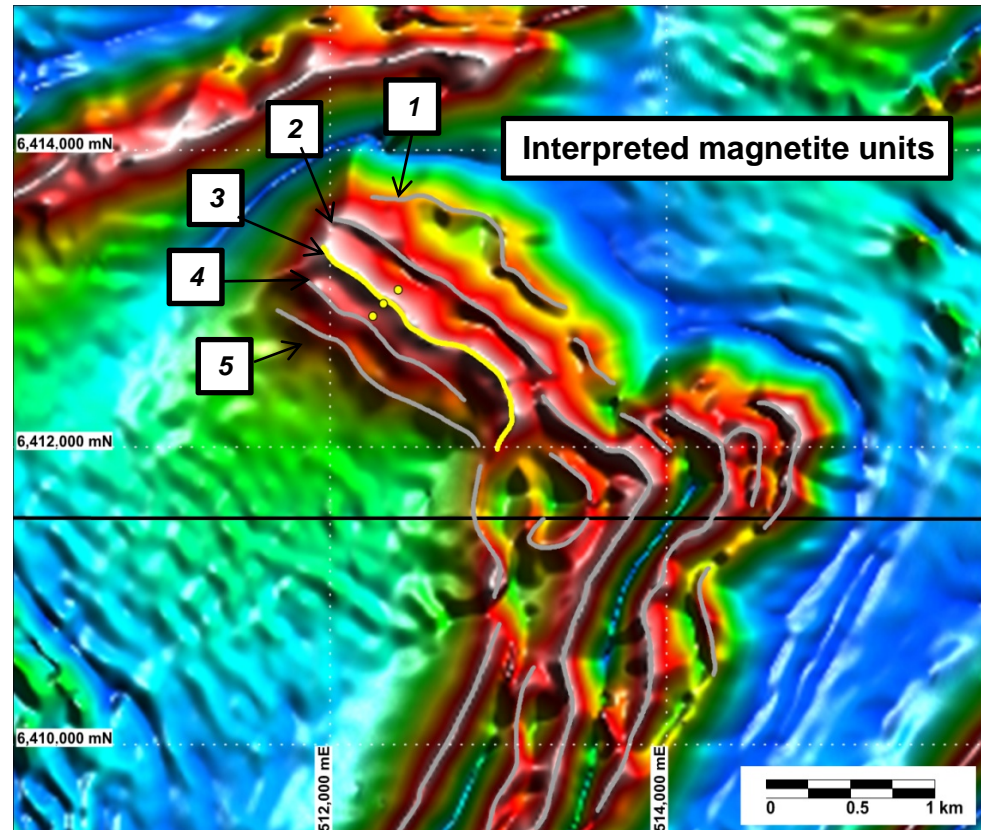 1
2
6,414,000 mN
Interpreted magnetite units
3
4
5
6,412,000 mN
6,410,000 mN
512,000 mE
514,000 mE
0 0.5 1 km